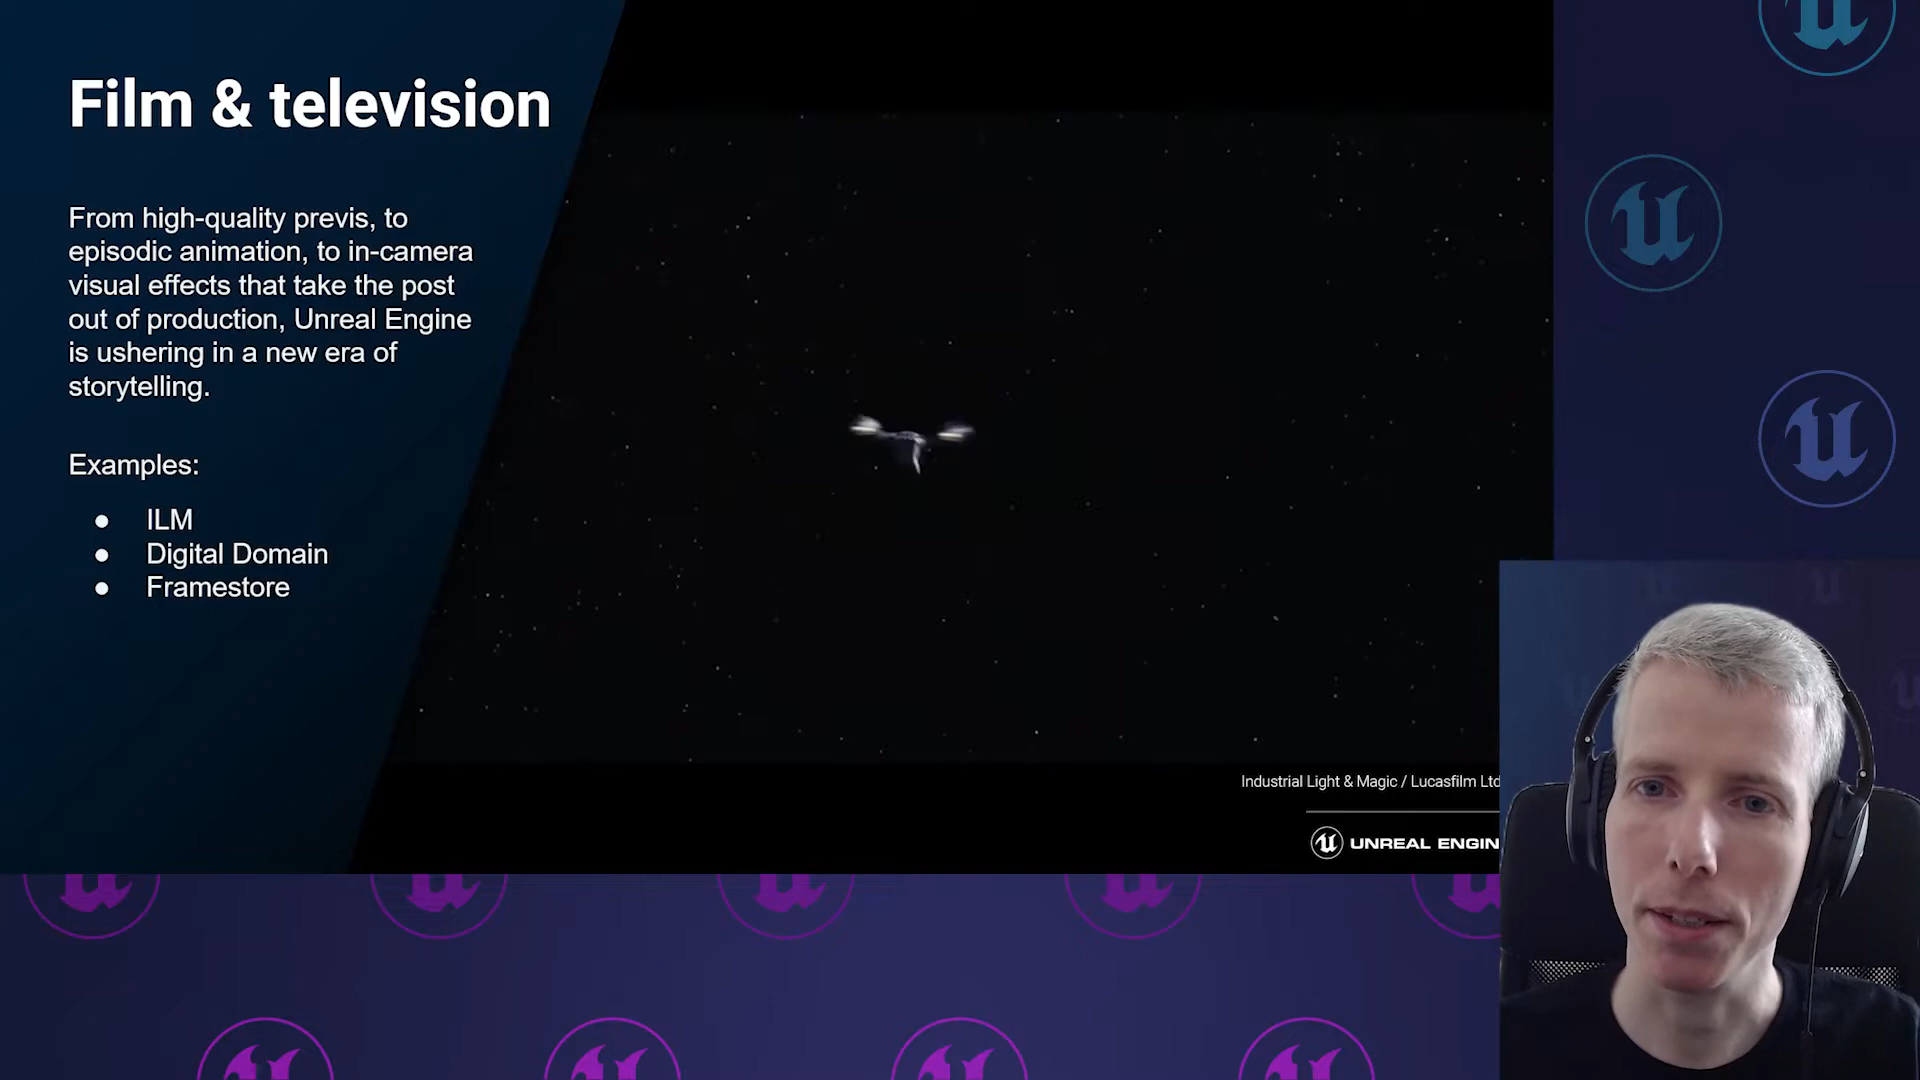 Film & television
From high-quality previs, to
episodic animation, to in-camera
visual effects that take the post
out of production, Unreal Engine
is ushering in a new era of
storytelling.
Examples:
● ILM
● Digital Domain
● Framestore
Industrial Light & Magic / Lucasfilm Ltd
UNREAL ENGIN